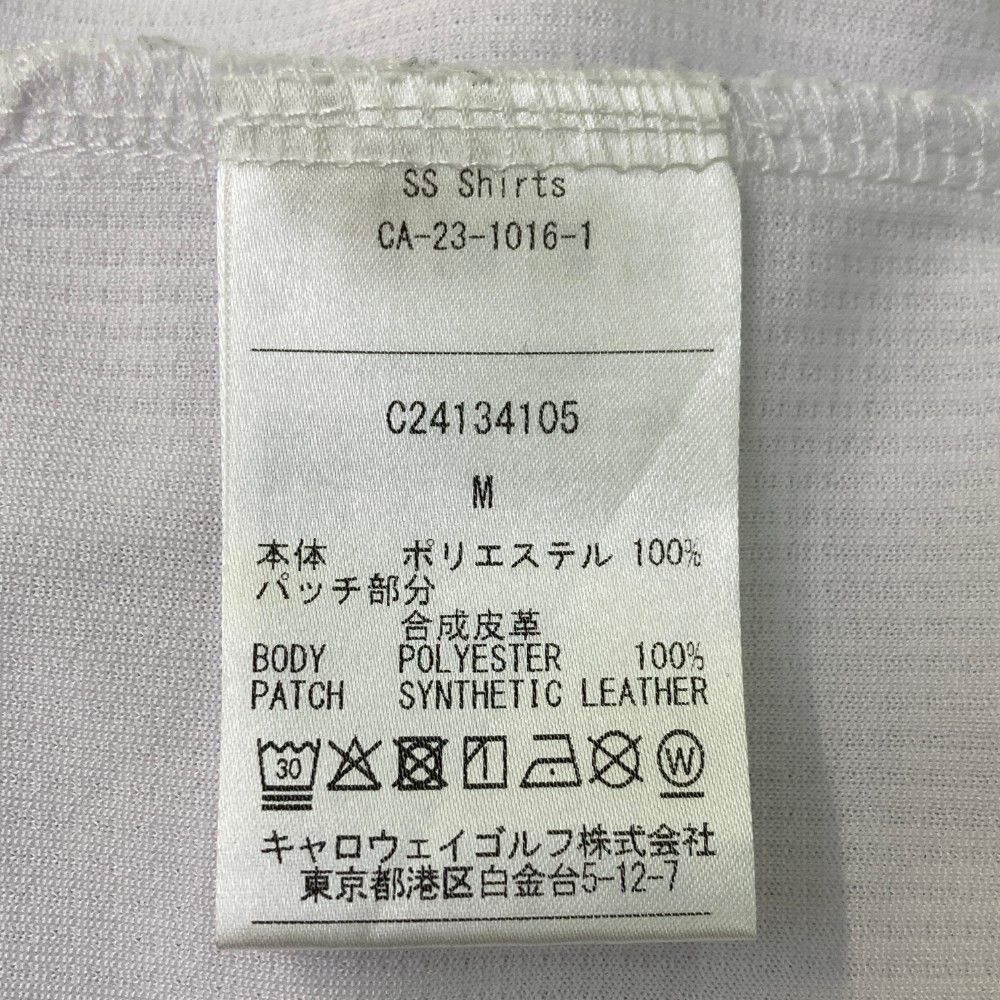 SS Shirts
CA-23-1016-1
C24134105
M
本体 ポリエステル 100%
パッチ部分
合成皮革
BODY POLYESTER 100%
PATCH SYNTHETIC LEATHER
30 W
キャロウェイゴルフ株式会社
東京都港区白金台5-12-7